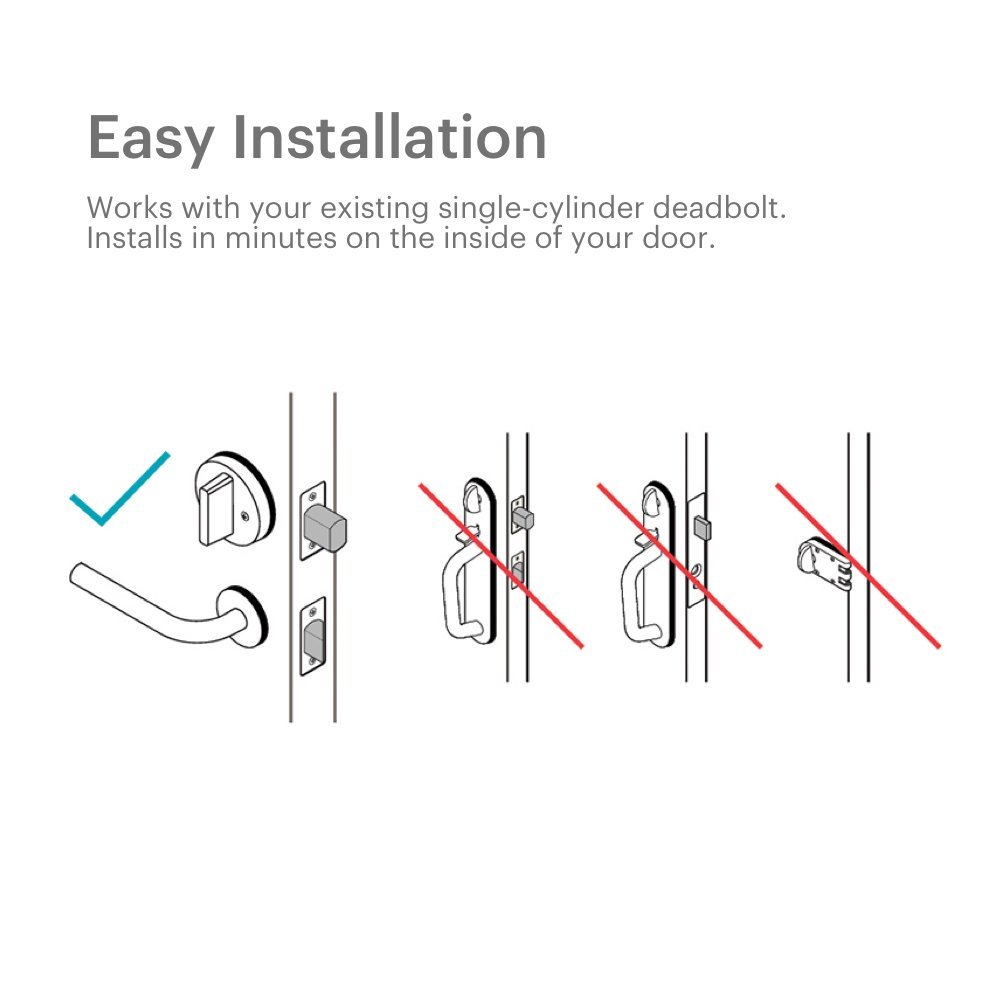 Easy Installation
Works with your existing single-cylinder deadbolt.
Installs in minutes on the inside of your door.